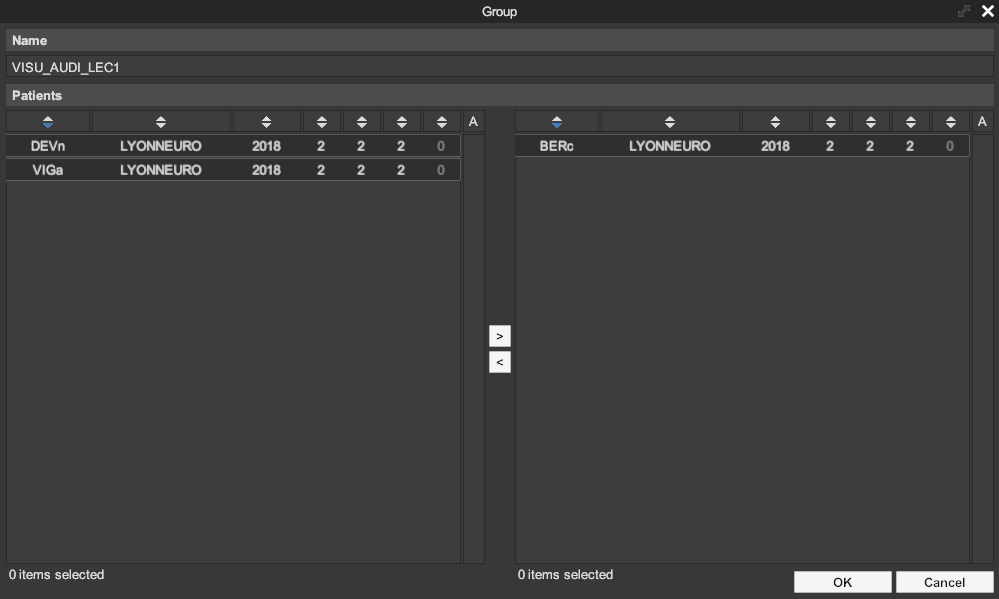 Group
Name
VISU_AUDI_LEC1
Patients
A
DEVn LYONNEURO 2018 2 2 2 0
VIGa LYONNEURO 2018 2 2 2 0
0 items selected
>
<
A
BERc LYONNEURO 2018 2 2 2 0
0 items selected
OK Cancel